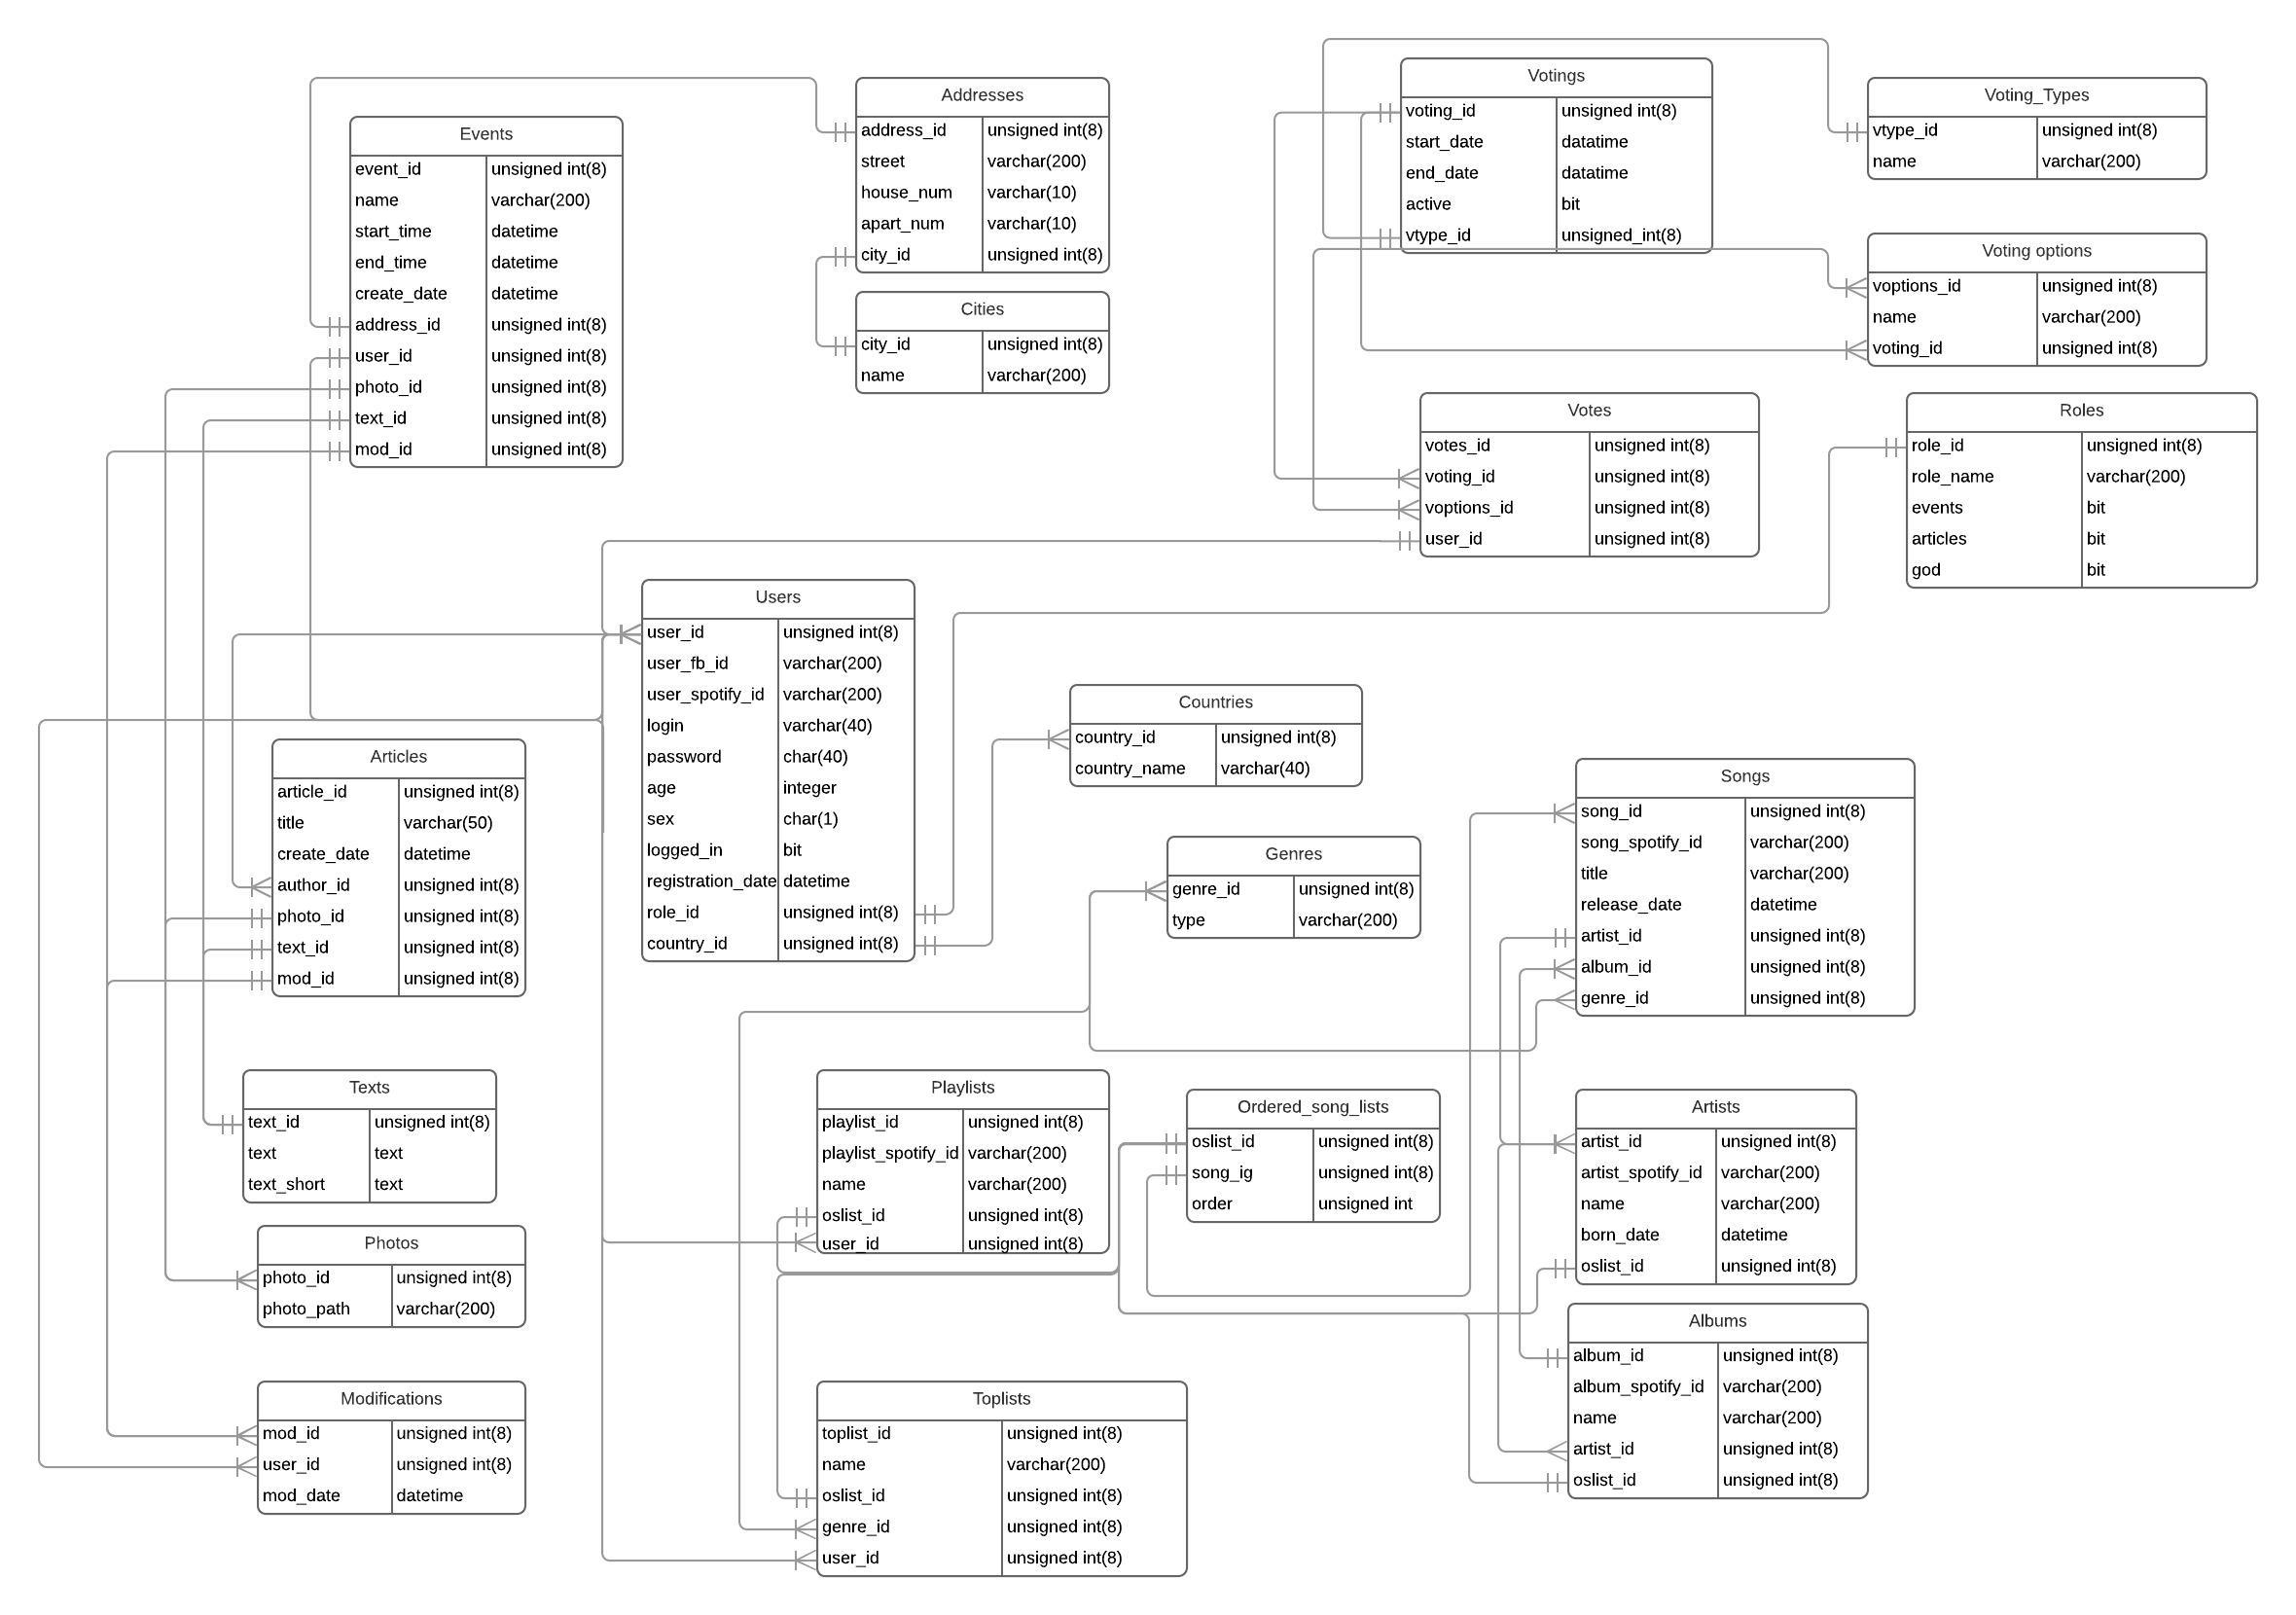 Events
event_id unsigned int(8)
name varchar(200)
start_time datetime
end_time datetime
create_date datetime
address_id unsigned int(8)
user_id unsigned int(8)
photo_id unsigned int(8)
text_id unsigned int(8)
mod_id unsigned int(8)
Addresses
address_id unsigned int(8)
street varchar(200)
house_num varchar(10)
apart_num varchar(10)
city_id unsigned int(8)
Cities
city_id unsigned int(8)
name varchar(200)
Votings
voting_id unsigned int(8)
start_date datatime
end_date datatime
active bit
vtype_id unsigned_int(8)
Voting_Types
vtype_id unsigned int(8)
name varchar(200)
Voting options
voptions_id unsigned int(8)
name varchar(200)
voting_id unsigned int(8)
Votes
votes_id unsigned int(8)
voting_id unsigned int(8)
voptions_id unsigned int(8)
user_id unsigned int(8)
Roles
role_id unsigned int(8)
role_name varchar(200)
events bit
articles bit
god bit
Users
user_id unsigned int(8)
user_fb_id varchar(200)
user_spotify_id varchar(200)
login varchar(40)
password char(40)
age integer
sex char(1)
logged_in bit
registration_date datetime
role_id unsigned int(8)
country_id unsigned int(8)
Countries
country_id unsigned int(8)
country_name varchar(40)
Articles
article_id unsigned int(8)
title varchar(50)
create_date datetime
author_id unsigned int(8)
photo_id unsigned int(8)
text_id unsigned int(8)
mod_id unsigned int(8)
Genres
genre_id unsigned int(8)
type varchar(200)
Songs
song_id unsigned int(8)
song_spotify_id varchar(200)
title varchar(200)
release_date datetime
artist_id unsigned int(8)
album_id unsigned int(8)
genre_id unsigned int(8)
Texts
text_id unsigned int(8)
text text
text_short text
Photos
photo_id unsigned int(8)
photo_path varchar(200)
Modifications
mod_id unsigned int(8)
user_id unsigned int(8)
mod_date datetime
Playlists
playlist_id unsigned int(8)
playlist_spotify_id varchar(200)
name varchar(200)
oslist_id unsigned int(8)
user_id unsigned int(8)
Ordered_song_lists
oslist_id unsigned int(8)
song_ig unsigned int(8)
order unsigned int
Artists
artist_id unsigned int(8)
artist_spotify_id varchar(200)
name varchar(200)
born_date datetime
oslist_id unsigned int(8)
Albums
album_id unsigned int(8)
album_spotify_id varchar(200)
name varchar(200)
artist_id unsigned int(8)
oslist_id unsigned int(8)
Toplists
toplist_id unsigned int(8)
name varchar(200)
oslist_id unsigned int(8)
genre_id unsigned int(8)
user_id unsigned int(8)